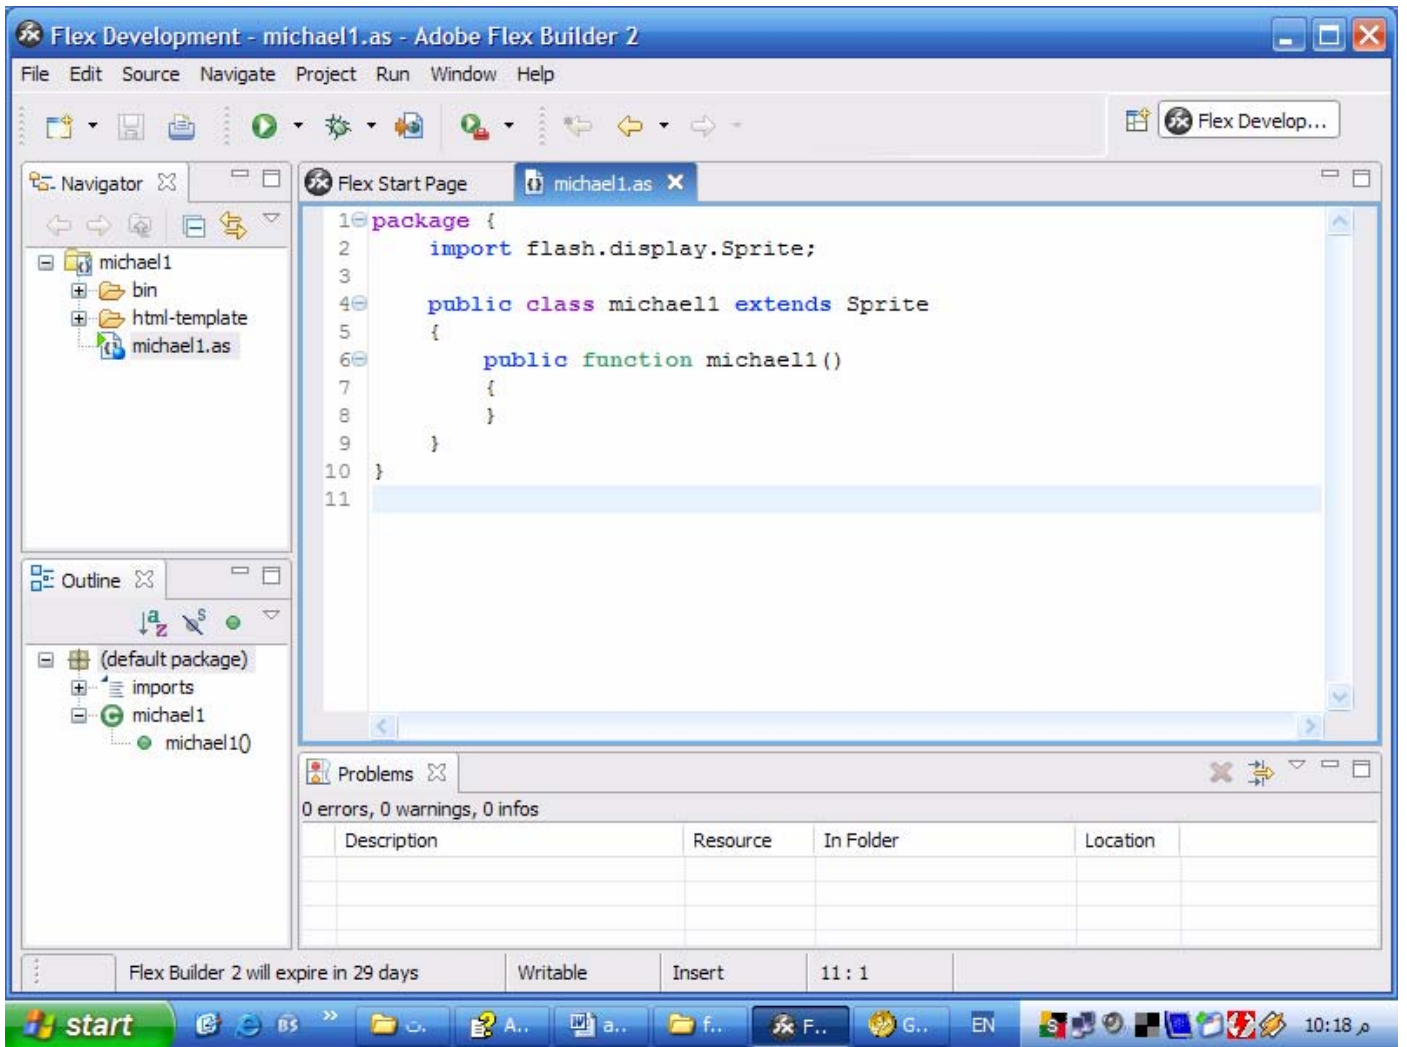 Flex Development - michael1.as - Adobe Flex Builder 2
File Edit Source Navigate Project Run Window Help
Flex Develop...
Navigator
michael1
bin
html-template
michael1.as
Flex Start Page michael1.as
1 package {
2 import flash.display.Sprite;
3
4 public class michael1 extends Sprite
5 {
6 public function michael1()
7 {
8 }
9 }
10 }
11
Outline
(default package)
imports
michael1
michael1()
Problems
0 errors, 0 warnings, 0 infos
Description Resource In Folder Location
Flex Builder 2 will expire in 29 days Writable Insert 11 : 1
start A.. a.. f.. F.. G.. EN 10:18 م